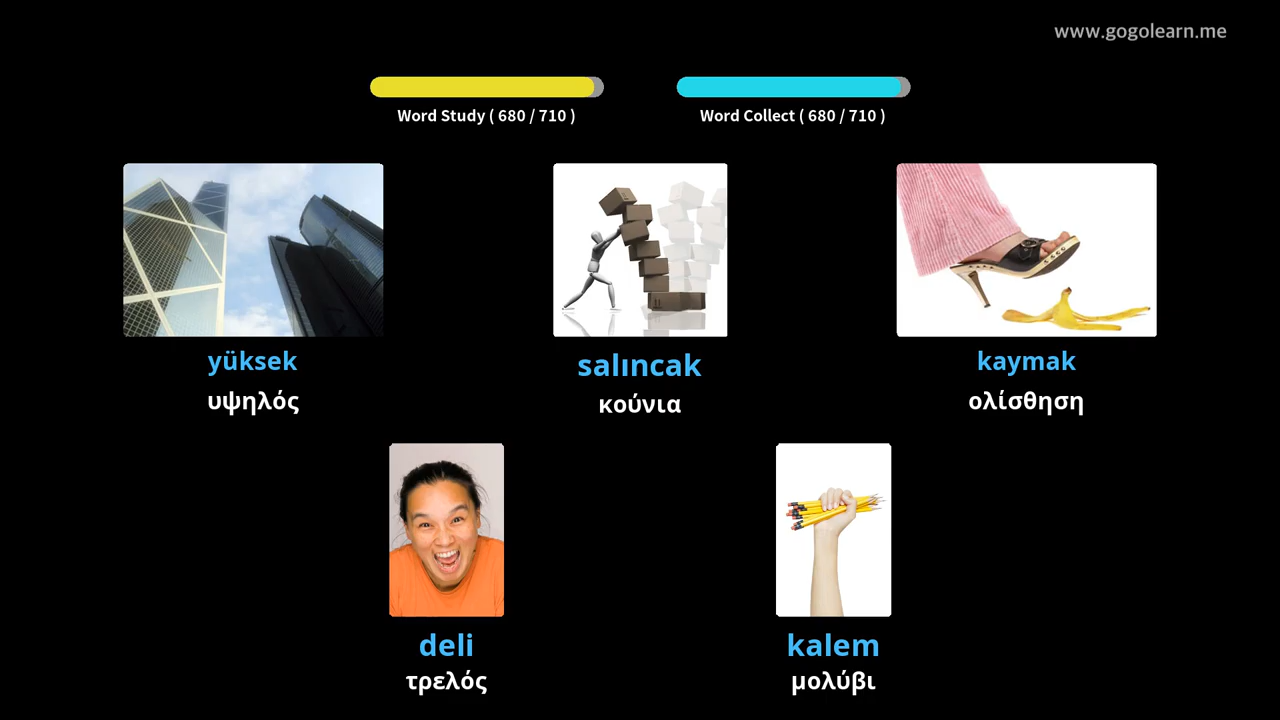 www.gogolearn.me
Word Study ( 680 / 710 )
Word Collect ( 680 / 710 )
yüksek
υψηλός
salıncak
κούνια
kaymak
ολίσθηση
deli
τρελός
kalem
μολύβι